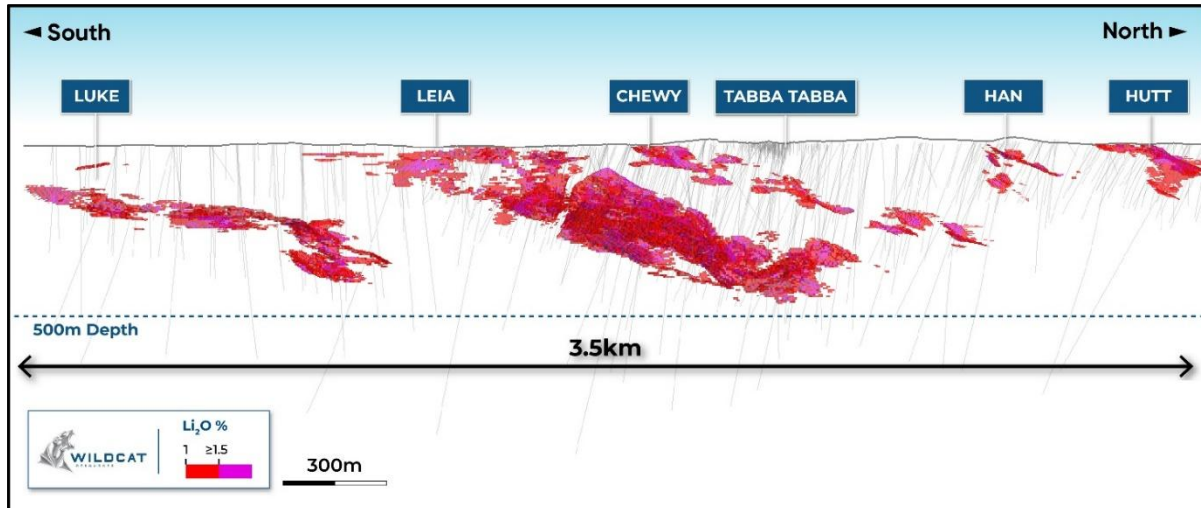 ◄ South
North ►
LUKE
LEIA
CHEWY
TABBA TABBA
HAN
HUTT
500m Depth
3.5km
WILDCAT
RESOURCES
Li₂O %
1 ≥1.5
300m